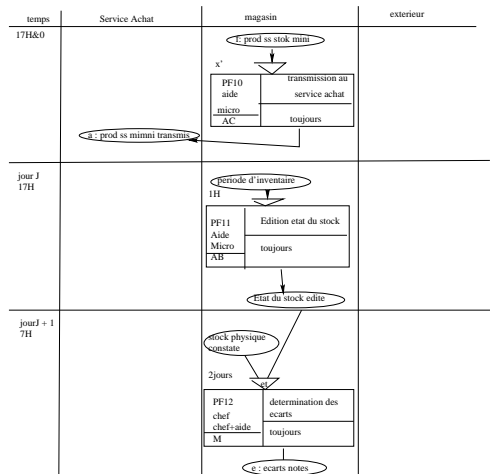 temps Service Achat magasin exterieur
17H&0
f: prod ss stok mini
x'
PF10 transmission au
aide service achat
micro
AC toujours
a : prod ss mimni transmis
jour J
17H
periode d'inventaire
1H
PF11 Edition etat du stock
Aide
Micro toujours
AB
Etat du stock edite
jourJ + 1
7H
stock physique
constate
2jours et
PF12 determination des
chef ecarts
chef+aide
M toujours
e : ecarts notes